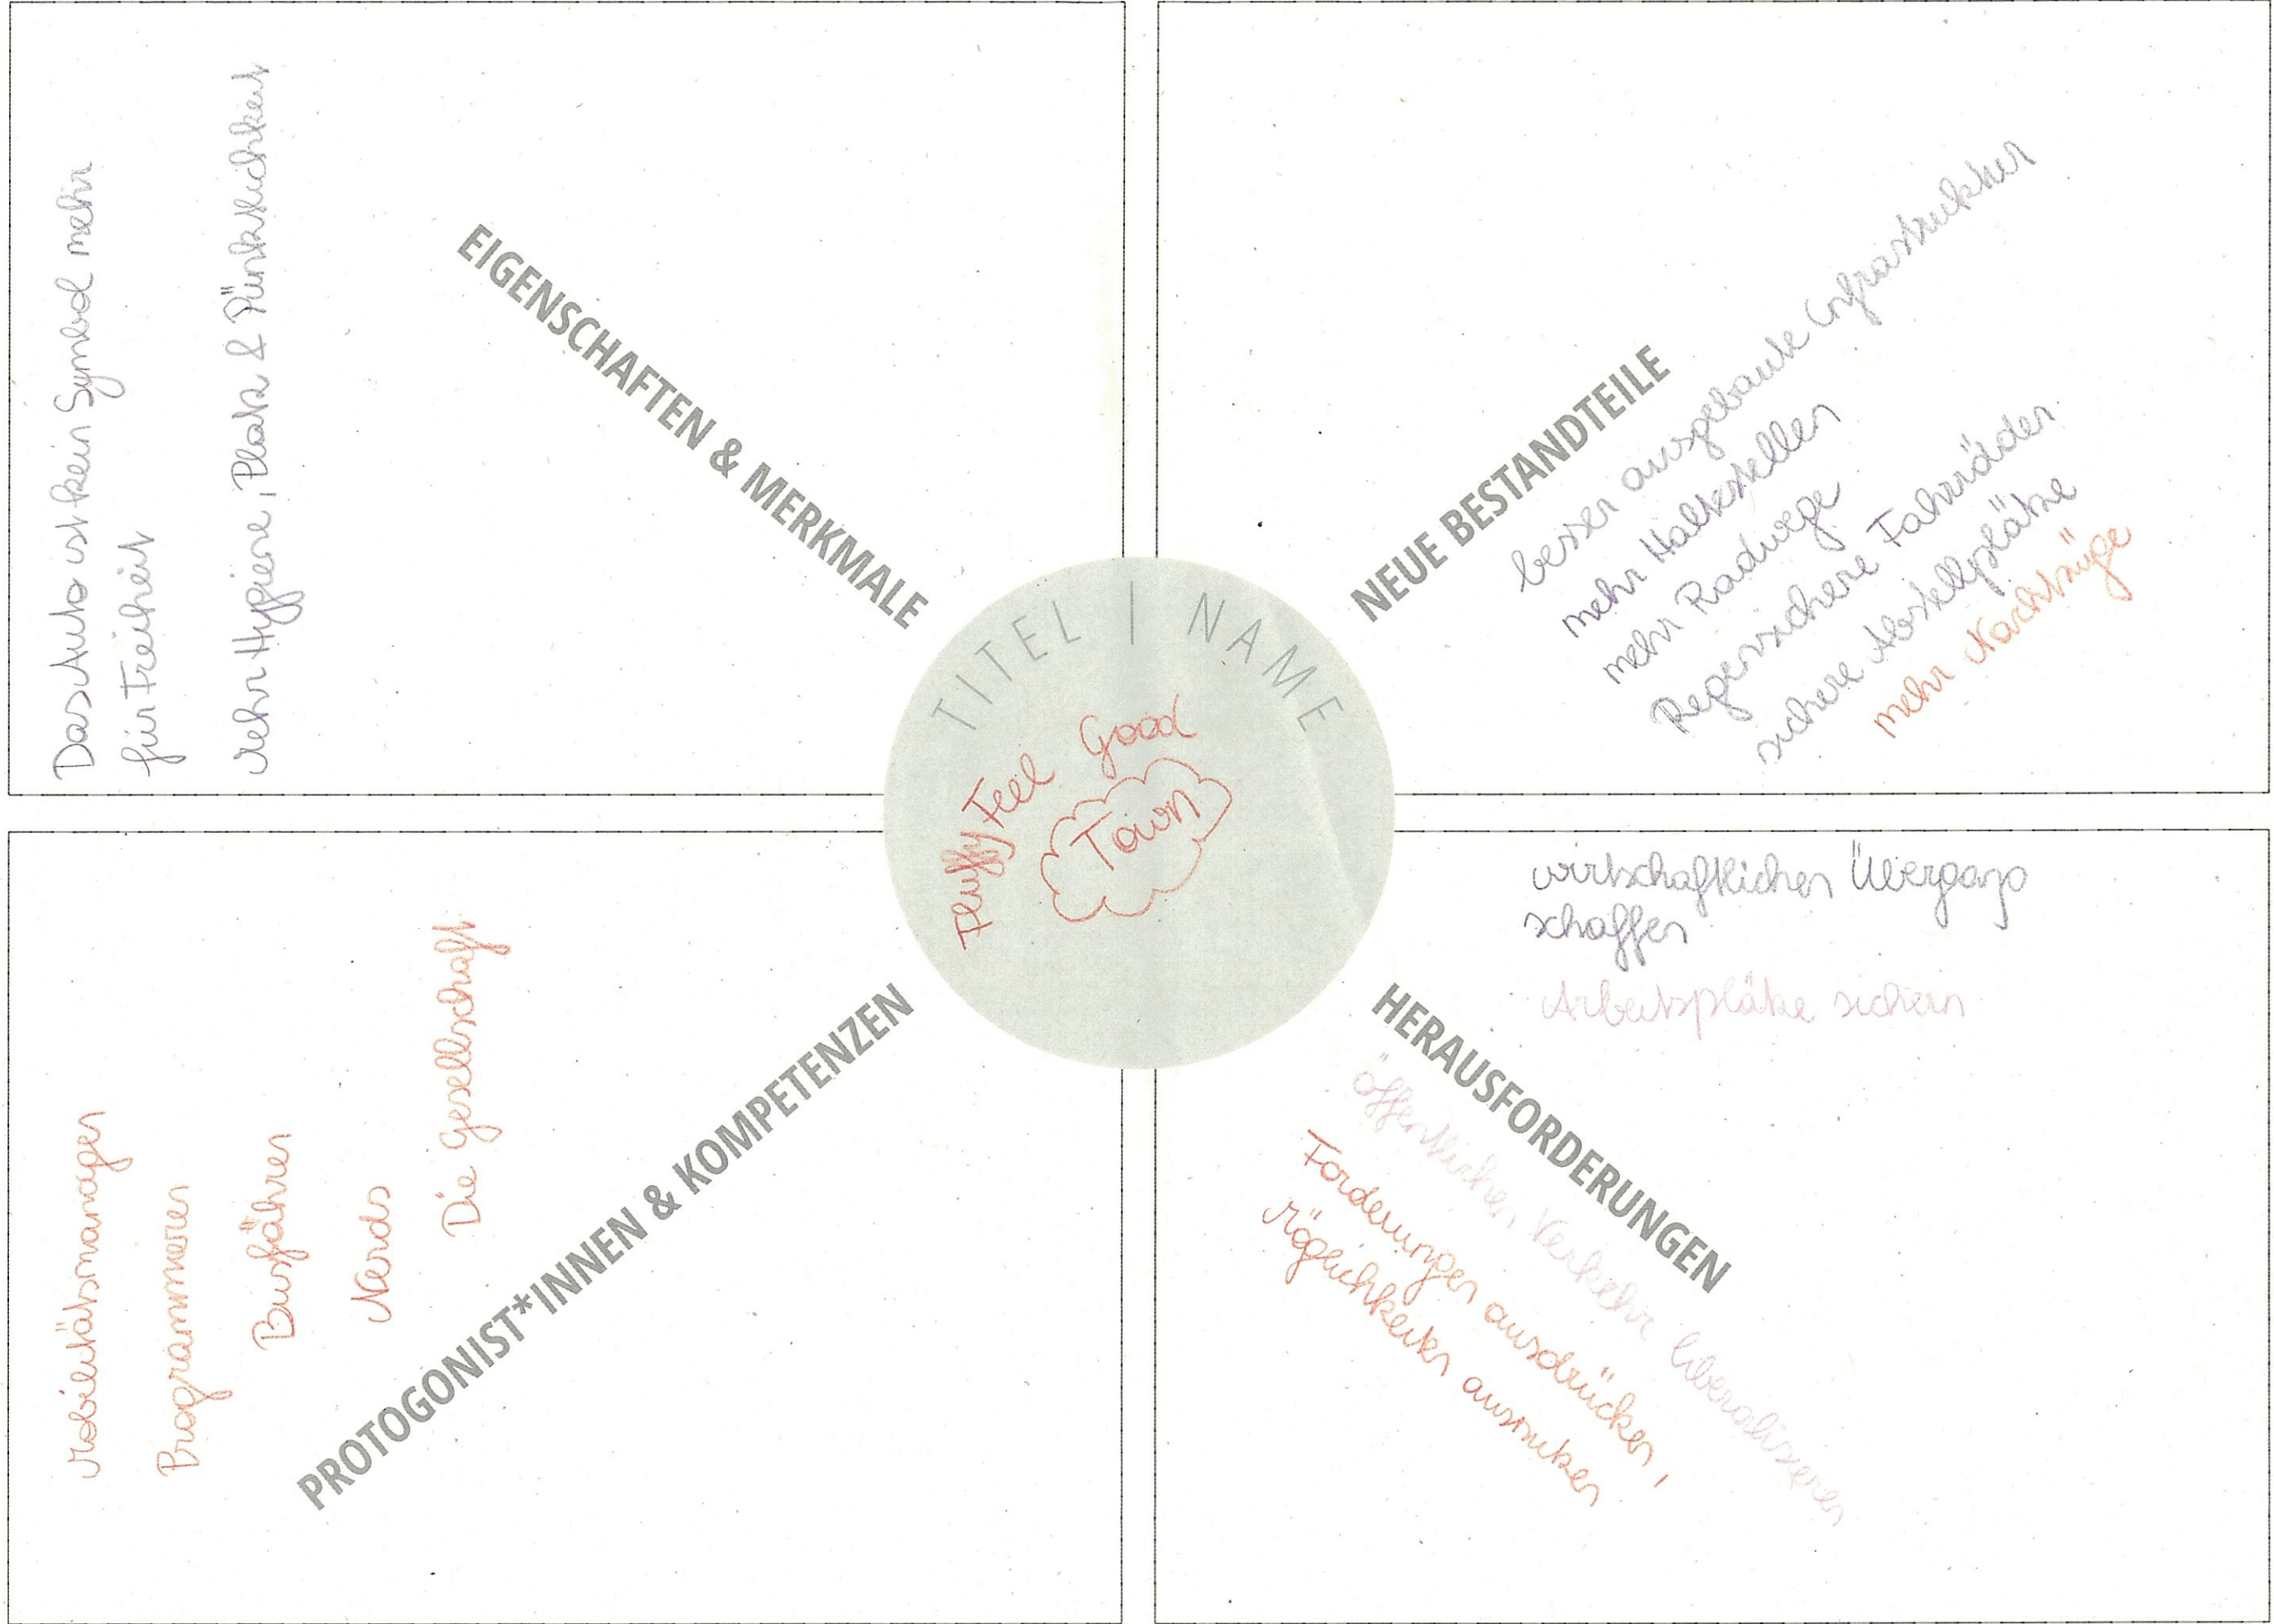 EIGENSCHAFTEN & MERKMALE
Das Auto ist kein Symbol mehr
für Freiheit
Mehr Hygiene, Platz & Pünktlichkeit
NEUE BESTANDTEILE
besser ausgebaute Infrastruktur
mehr Haltestellen
mehr Radwege
Regensichere Fahrräder
sichere Abstellplätze
mehr Nachtzüge
TITEL | NAME
Fluffy Feel Good
Town
PROTOGONIST*INNEN & KOMPETENZEN
Mobilitätsmanager
Programmierer
Busfahrer
Nerds
Die Gesellschaft
HERAUSFORDERUNGEN
wirtschaftlichen Übergang
schaffen
Arbeitsplätze sichern
öffentlichen Verkehr liberalisieren
Forderungen ausdrücken,
Möglichkeiten ausnutzen